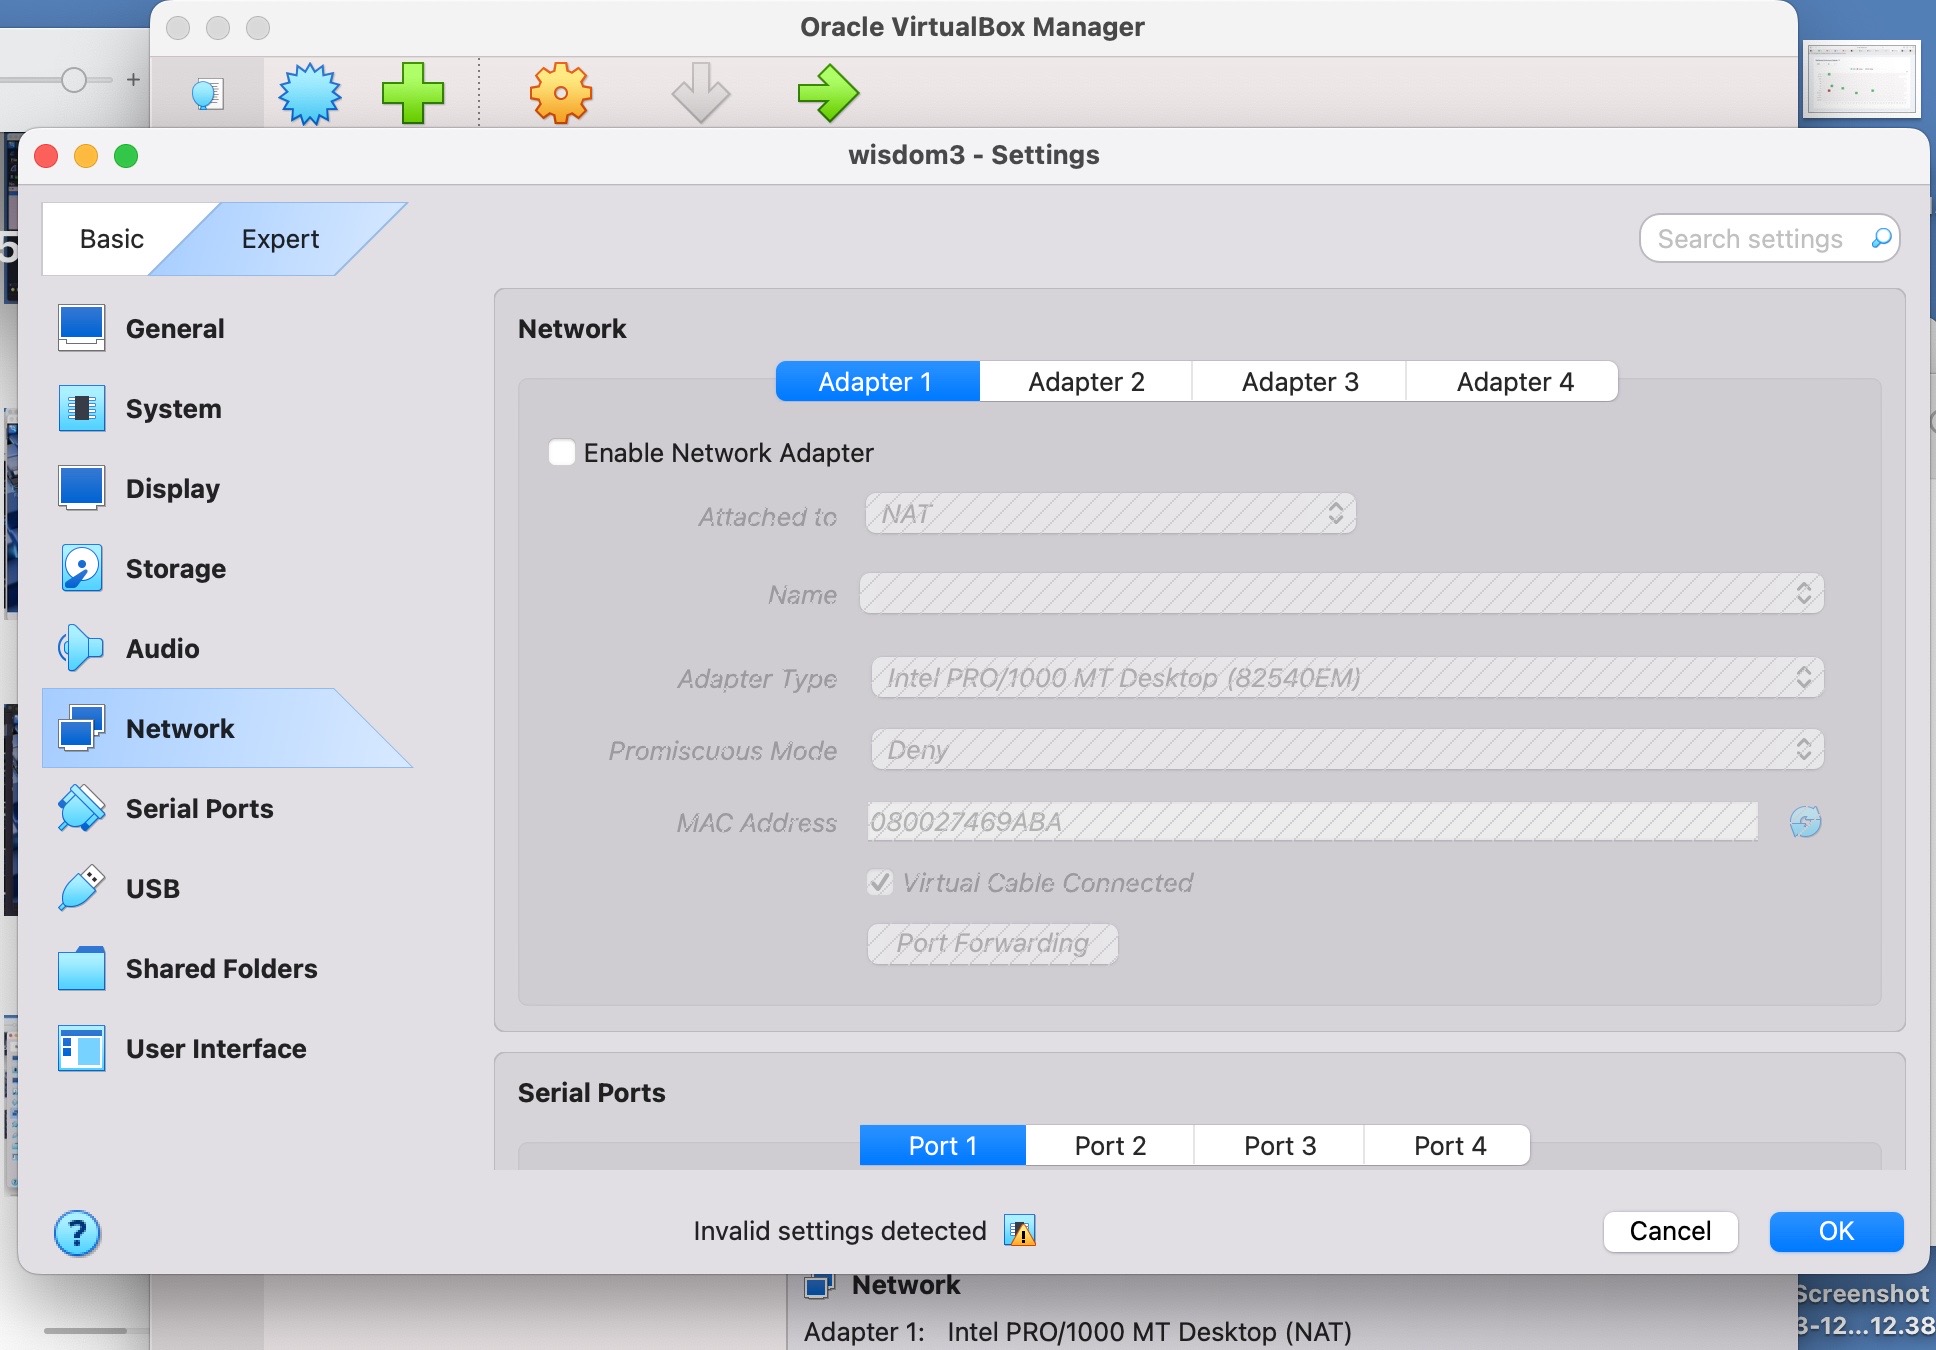 Oracle VirtualBox Manager
wisdom3 - Settings
Basic
Expert
Search settings
General
System
Display
Storage
Audio
Network
Serial Ports
USB
Shared Folders
User Interface
Network
Adapter 1
Adapter 2
Adapter 3
Adapter 4
Enable Network Adapter
Attached to
NAT
Name
Adapter Type
Intel PRO/1000 MT Desktop (82540EM)
Promiscuous Mode
Deny
MAC Address
080027469ABA
Virtual Cable Connected
Port Forwarding
Serial Ports
Port 1
Port 2
Port 3
Port 4
Invalid settings detected
Cancel
OK
Network
Adapter 1: Intel PRO/1000 MT Desktop (NAT)
Screenshot
3-12...12.38